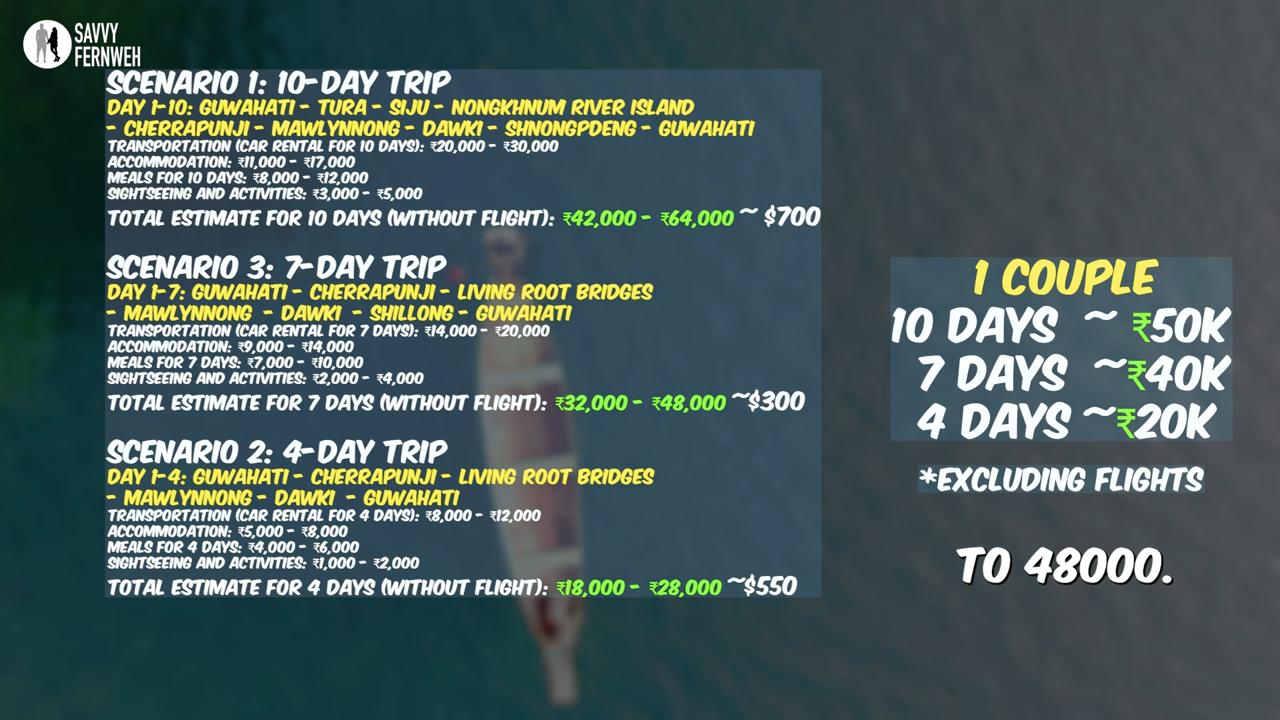 SAVVY
FERNWEH
SCENARIO 1: 10-DAY TRIP
DAY 1-10: GUWAHATI - TURA - SIJU - NONGKHNUM RIVER ISLAND
- CHERRAPUNJI - MAWLYNNONG - DAWKI - SHNONGPDENG - GUWAHATI
TRANSPORTATION (CAR RENTAL FOR 10 DAYS): ₹20,000 - ₹30,000
ACCOMMODATION: ₹11,000 - ₹17,000
MEALS FOR 10 DAYS: ₹8,000 - ₹12,000
SIGHTSEEING AND ACTIVITIES: ₹3,000 - ₹5,000
TOTAL ESTIMATE FOR 10 DAYS (WITHOUT FLIGHT): ₹42,000 - ₹64,000 ~ $700
SCENARIO 3: 7-DAY TRIP
DAY 1-7: GUWAHATI - CHERRAPUNJI - LIVING ROOT BRIDGES
- MAWLYNNONG - DAWKI - SHILLONG - GUWAHATI
TRANSPORTATION (CAR RENTAL FOR 7 DAYS): ₹14,000 - ₹20,000
ACCOMMODATION: ₹9,000 - ₹14,000
MEALS FOR 7 DAYS: ₹7,000 - ₹10,000
SIGHTSEEING AND ACTIVITIES: ₹2,000 - ₹4,000
TOTAL ESTIMATE FOR 7 DAYS (WITHOUT FLIGHT): ₹32,000 - ₹48,000 ~$300
SCENARIO 2: 4-DAY TRIP
DAY 1-4: GUWAHATI - CHERRAPUNJI - LIVING ROOT BRIDGES
- MAWLYNNONG - DAWKI - GUWAHATI
TRANSPORTATION (CAR RENTAL FOR 4 DAYS): ₹8,000 - ₹12,000
ACCOMMODATION: ₹5,000 - ₹8,000
MEALS FOR 4 DAYS: ₹4,000 - ₹6,000
SIGHTSEEING AND ACTIVITIES: ₹1,000 - ₹2,000
TOTAL ESTIMATE FOR 4 DAYS (WITHOUT FLIGHT): ₹18,000 - ₹28,000 ~$550
1 COUPLE
10 DAYS ~ ₹50K
7 DAYS ~₹40K
4 DAYS ~₹20K
*EXCLUDING FLIGHTS
TO 48000.